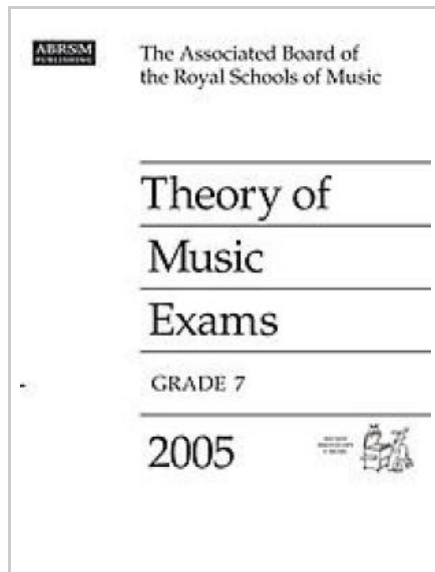 ABRSM
PUBLISHING
The Associated Board of
the Royal Schools of Music
Theory of
Music
Exams
GRADE 7
2005